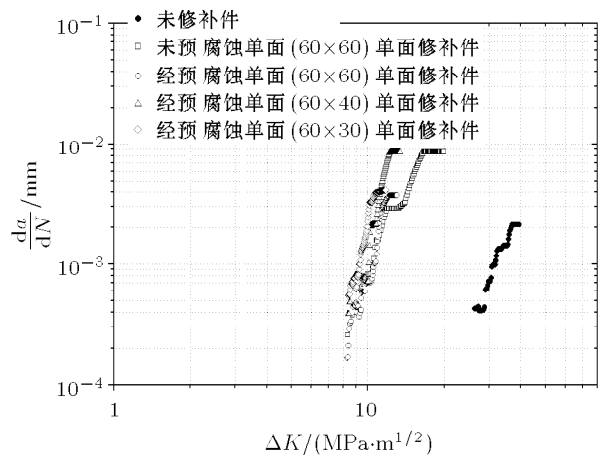 ● 未修补件
□ 未预腐蚀单面(60×60)单面修补件
○ 经预腐蚀单面(60×60)单面修补件
△ 经预腐蚀单面(60×40)单面修补件
◇ 经预腐蚀单面(60×30)单面修补件
10⁻¹
10⁻²
10⁻³
10⁻⁴
da/dN /mm
1
10
ΔK/(MPa·m^{1/2})